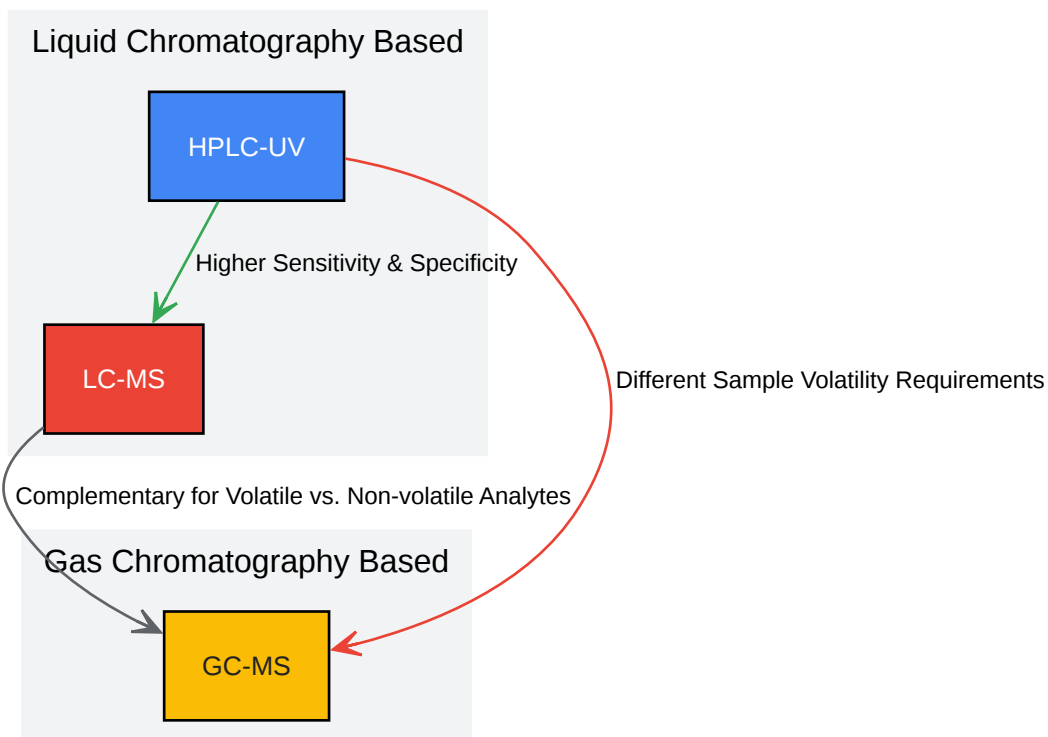 Liquid Chromatography Based
HPLC-UV
Higher Sensitivity & Specificity
LC-MS
Different Sample Volatility Requirements
Complementary for Volatile vs. Non-volatile Analytes
Gas Chromatography Based
GC-MS